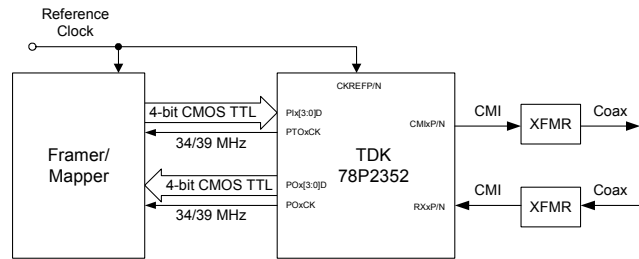 Reference
Clock
Framer/
Mapper
4-bit CMOS TTL
34/39 MHz
4-bit CMOS TTL
34/39 MHz
CKREFP/N
PIx[3:0]D
PTOxCK
POx[3:0]D
POxCK
TDK
78P2352
CMIxP/N
RXxP/N
CMI
XFMR
Coax
CMI
XFMR
Coax